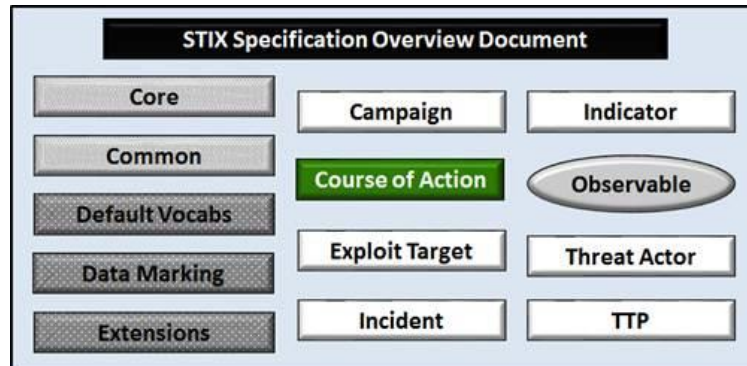 STIX Specification Overview Document
Core
Common
Default Vocabs
Data Marking
Extensions
Campaign
Course of Action
Exploit Target
Incident
Indicator
Observable
Threat Actor
TTP